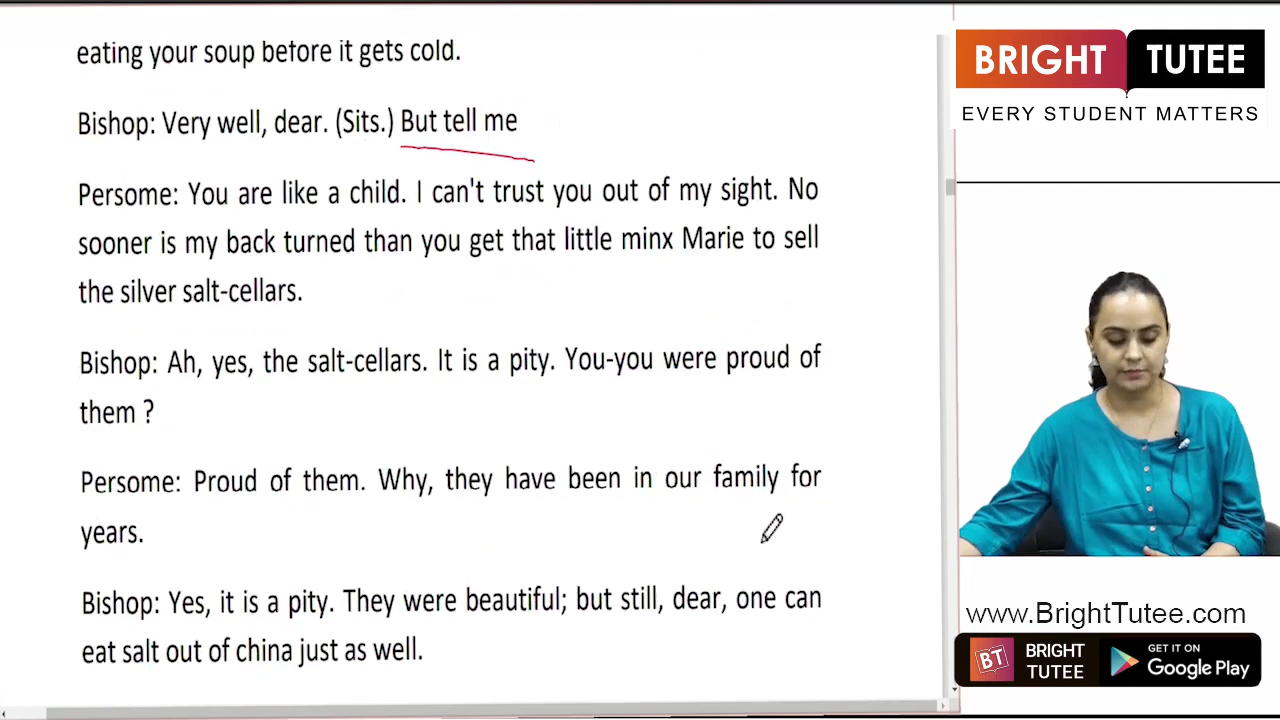 eating your soup before it gets cold.
Bishop: Very well, dear. (Sits.) But tell me
Persome: You are like a child. I can't trust you out of my sight. No
sooner is my back turned than you get that little minx Marie to sell
the silver salt-cellars.
Bishop: Ah, yes, the salt-cellars. It is a pity. You-you were proud of
them ?
Persome: Proud of them. Why, they have been in our family for
years.
Bishop: Yes, it is a pity. They were beautiful; but still, dear, one can
eat salt out of china just as well.
BRIGHT TUTEE
EVERY STUDENT MATTERS
www.BrightTutee.com
BT BRIGHT
TUTEE
GET IT ON
Google Play